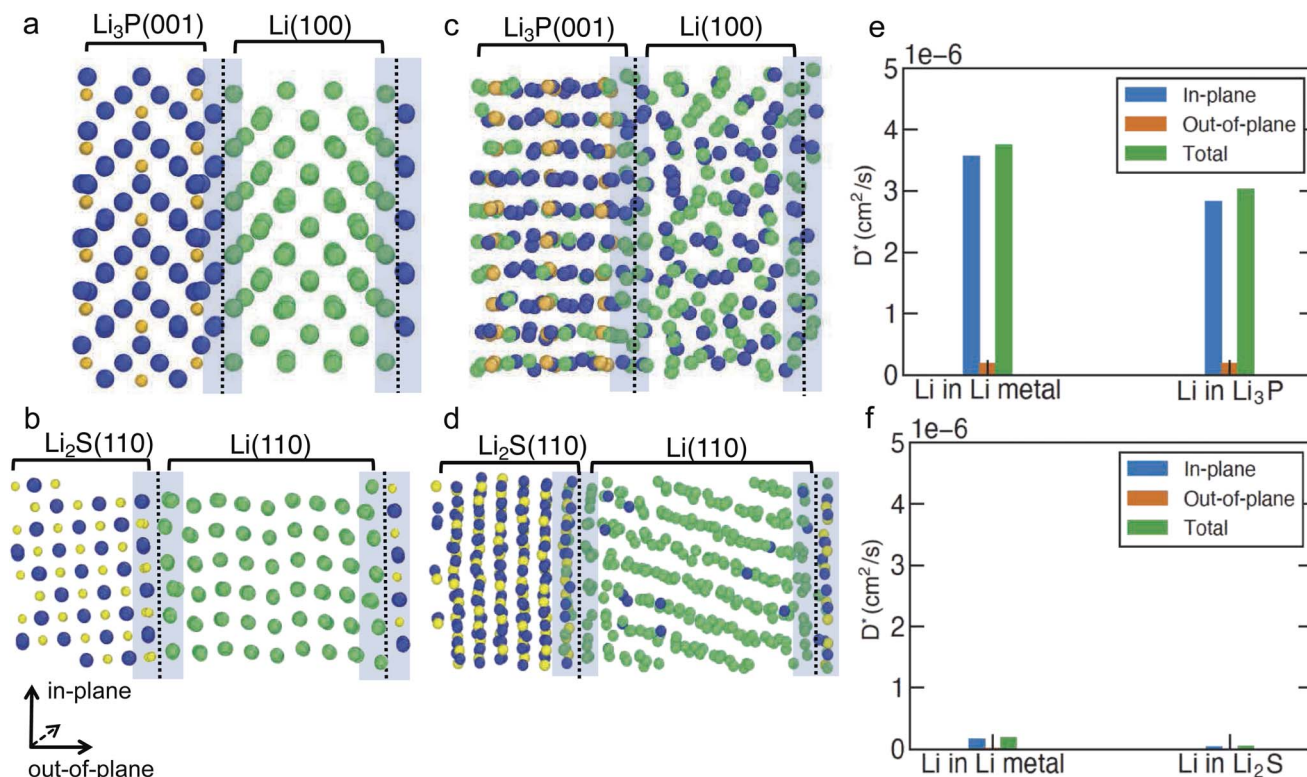 a
Li₃P(001)
Li(100)
b
Li₂S(110)
Li(110)
in-plane
out-of-plane
c
Li₃P(001)
Li(100)
d
Li₂S(110)
Li(110)
e
1e-6
5
4
3
2
1
0
D* (cm²/s)
In-plane
Out-of-plane
Total
Li in Li metal
Li in Li₃P
f
1e-6
5
4
3
2
1
0
D* (cm²/s)
In-plane
Out-of-plane
Total
Li in Li metal
Li in Li₂S